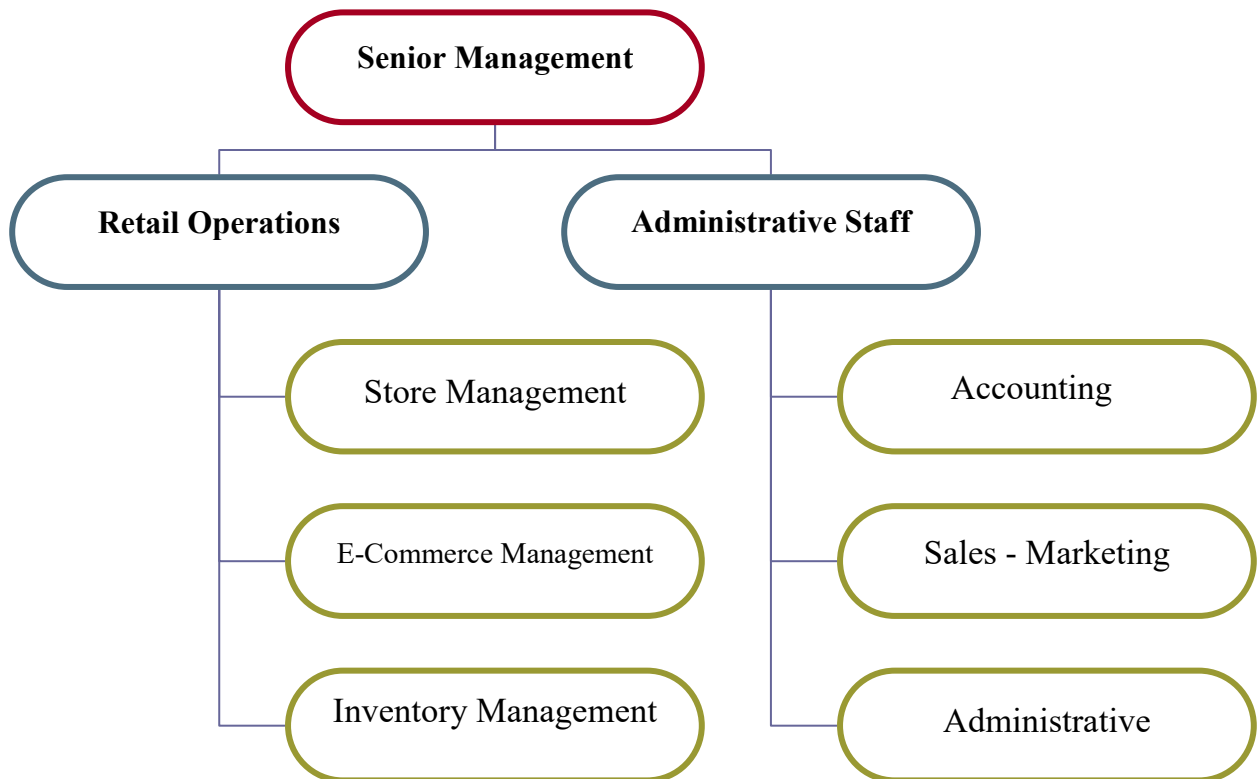 Senior Management
Retail Operations
Administrative Staff
Store Management
Accounting
E-Commerce Management
Sales - Marketing
Inventory Management
Administrative